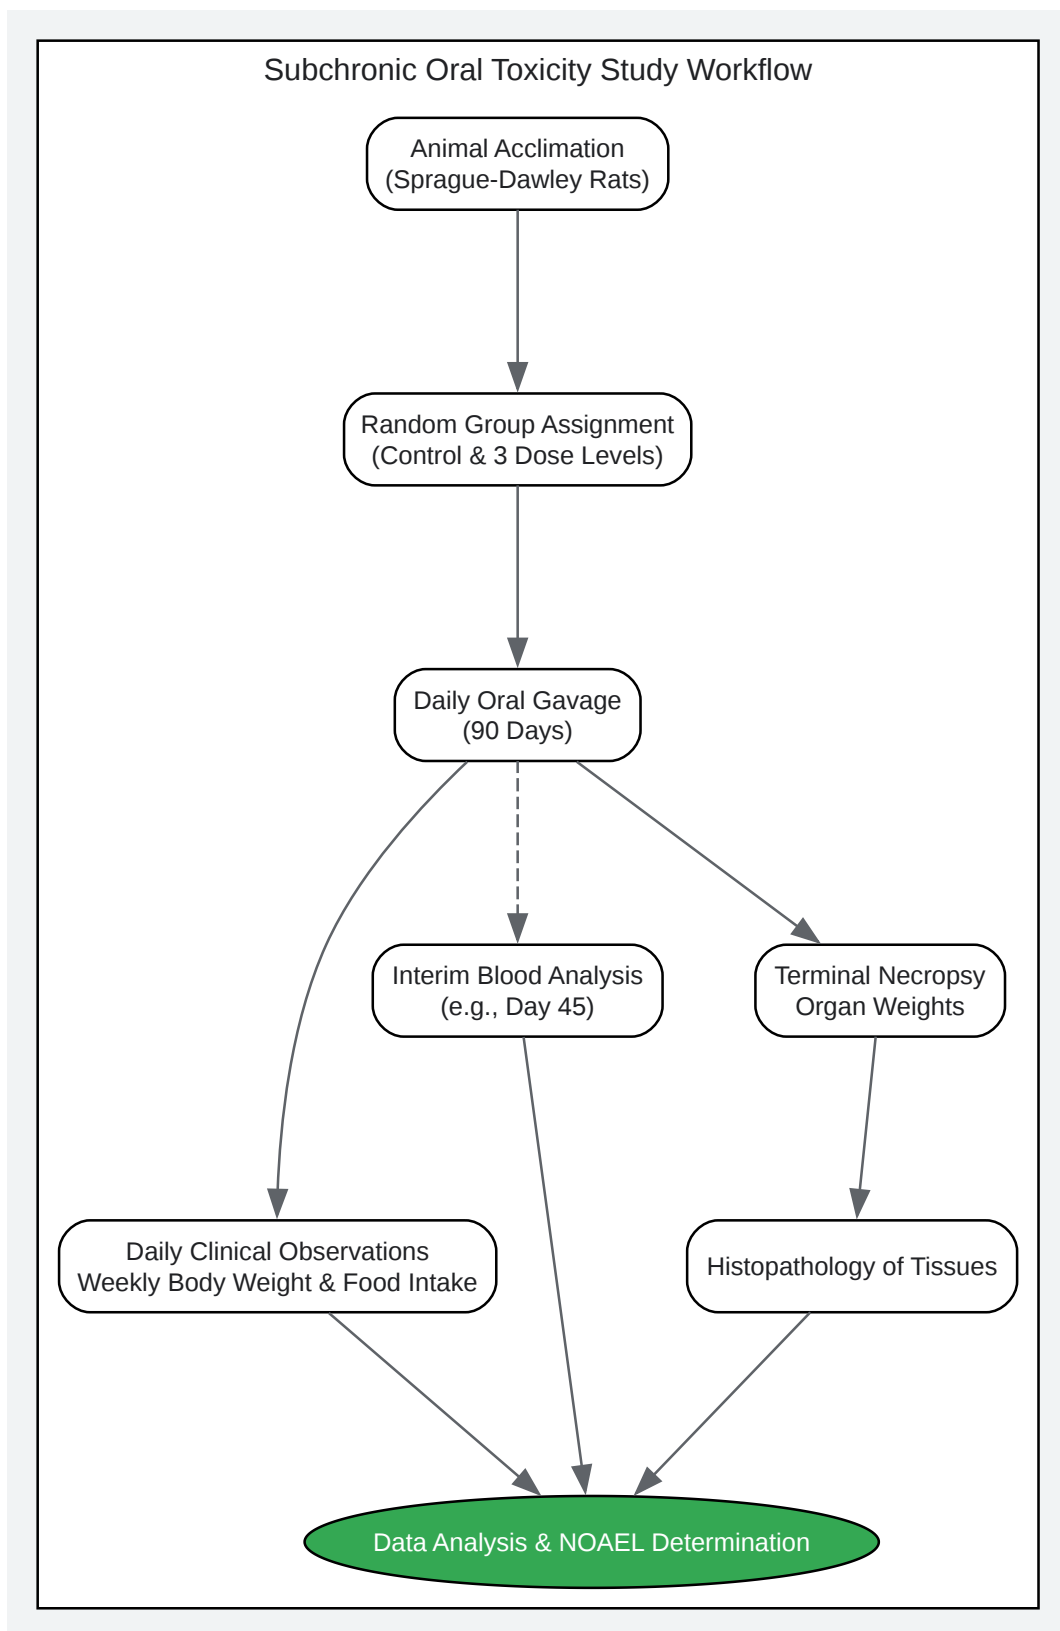 Subchronic Oral Toxicity Study Workflow
Animal Acclimation
(Sprague-Dawley Rats)
Random Group Assignment
(Control & 3 Dose Levels)
Daily Oral Gavage
(90 Days)
Interim Blood Analysis
(e.g., Day 45)
Terminal Necropsy
Organ Weights
Daily Clinical Observations
Weekly Body Weight & Food Intake
Histopathology of Tissues
Data Analysis & NOAEL Determination